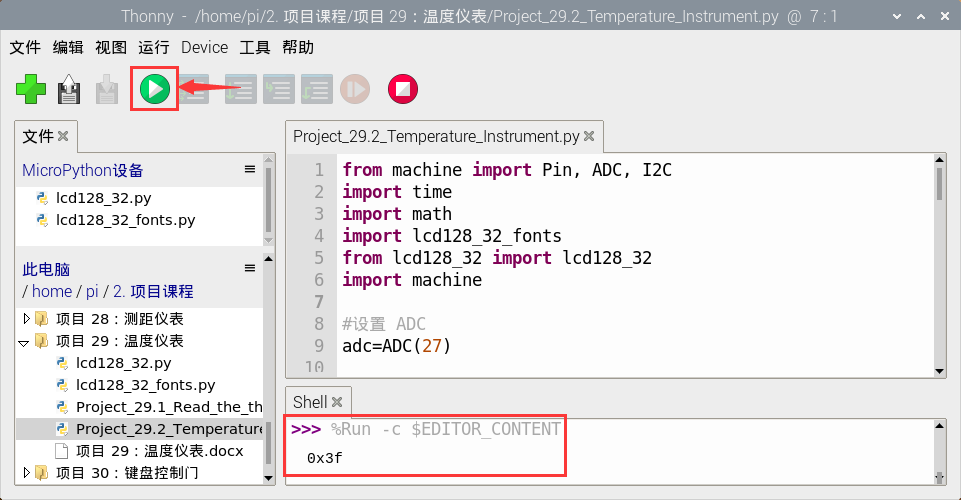 Thonny - /home/pi/2. 项目课程/项目 29：温度仪表/Project_29.2_Temperature_Instrument.py @ 7 : 1
文件 编辑 视图 运行 Device 工具 帮助
文件
MicroPython设备
lcd128_32.py
lcd128_32_fonts.py
此电脑
/ home / pi / 2. 项目课程
项目 28：测距仪表
项目 29：温度仪表
lcd128_32.py
lcd128_32_fonts.py
Project_29.1_Read_the_th
Project_29.2_Temperature
项目 29：温度仪表.docx
项目 30：键盘控制门
Project_29.2_Temperature_Instrument.py
1 from machine import Pin, ADC, I2C
2 import time
3 import math
4 import lcd128_32_fonts
5 from lcd128_32 import lcd128_32
6 import machine
7
8 #设置 ADC
9 adc=ADC(27)
10
Shell
>>> %Run -c $EDITOR_CONTENT
0x3f